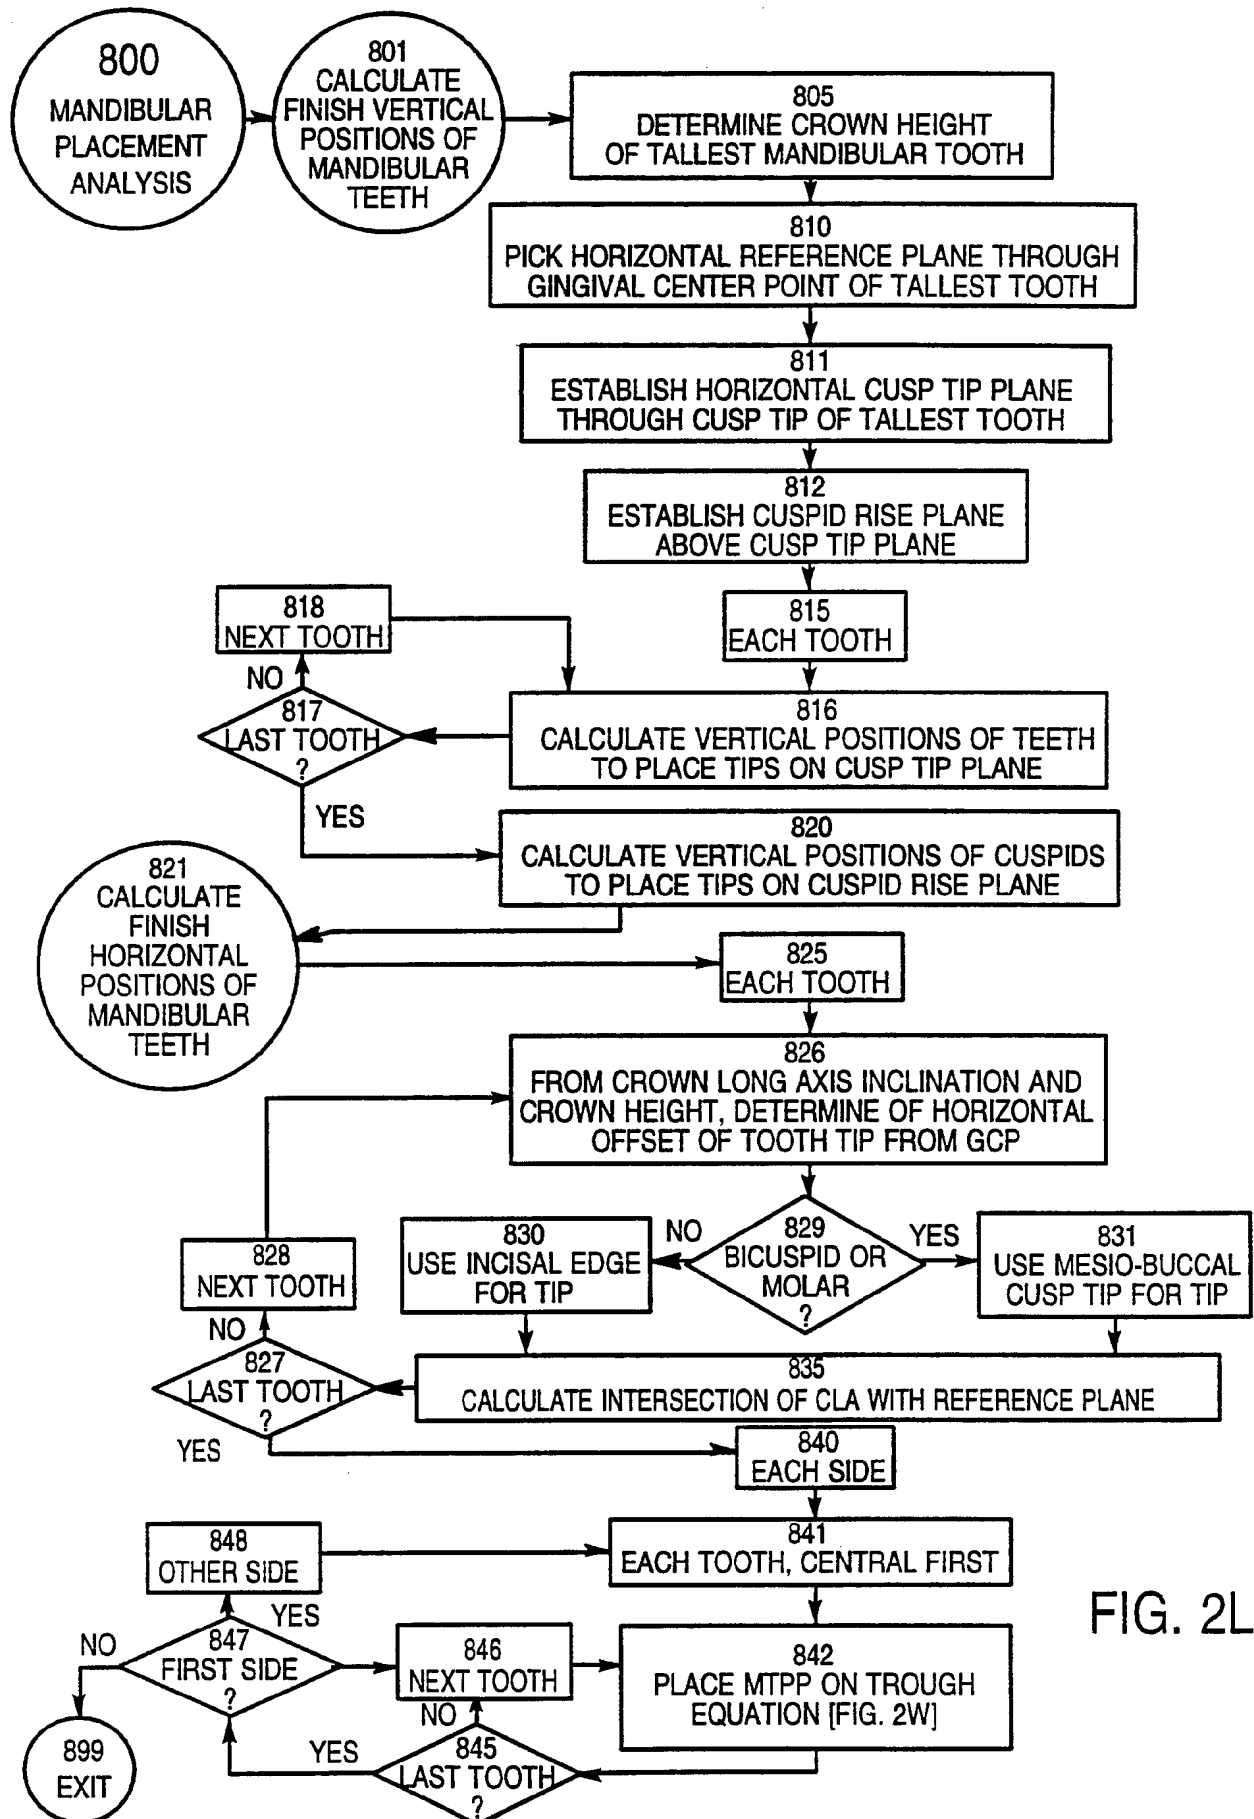 800
MANDIBULAR
PLACEMENT
ANALYSIS
801
CALCULATE
FINISH VERTICAL
POSITIONS OF
MANDIBULAR
TEETH
805
DETERMINE CROWN HEIGHT
OF TALLEST MANDIBULAR TOOTH
810
PICK HORIZONTAL REFERENCE PLANE THROUGH
GINGIVAL CENTER POINT OF TALLEST TOOTH
811
ESTABLISH HORIZONTAL CUSP TIP PLANE
THROUGH CUSP TIP OF TALLEST TOOTH
812
ESTABLISH CUSPID RISE PLANE
ABOVE CUSP TIP PLANE
815
EACH TOOTH
818
NEXT TOOTH
NO
817
LAST TOOTH
?
YES
816
CALCULATE VERTICAL POSITIONS OF TEETH
TO PLACE TIPS ON CUSP TIP PLANE
820
CALCULATE VERTICAL POSITIONS OF CUSPIDS
TO PLACE TIPS ON CUSPID RISE PLANE
821
CALCULATE
FINISH
HORIZONTAL
POSITIONS OF
MANDIBULAR
TEETH
825
EACH TOOTH
826
FROM CROWN LONG AXIS INCLINATION AND
CROWN HEIGHT, DETERMINE OF HORIZONTAL
OFFSET OF TOOTH TIP FROM GCP
829
BICUSPID OR
MOLAR
?
NO
YES
830
USE INCISAL EDGE
FOR TIP
831
USE MESIO-BUCCAL
CUSP TIP FOR TIP
828
NEXT TOOTH
NO
827
LAST TOOTH
?
YES
835
CALCULATE INTERSECTION OF CLA WITH REFERENCE PLANE
840
EACH SIDE
848
OTHER SIDE
841
EACH TOOTH, CENTRAL FIRST
YES
NO
847
FIRST SIDE
?
846
NEXT TOOTH
NO
842
PLACE MTPP ON TROUGH
EQUATION [FIG. 2W]
845
LAST TOOTH
?
YES
899
EXIT
FIG. 2L